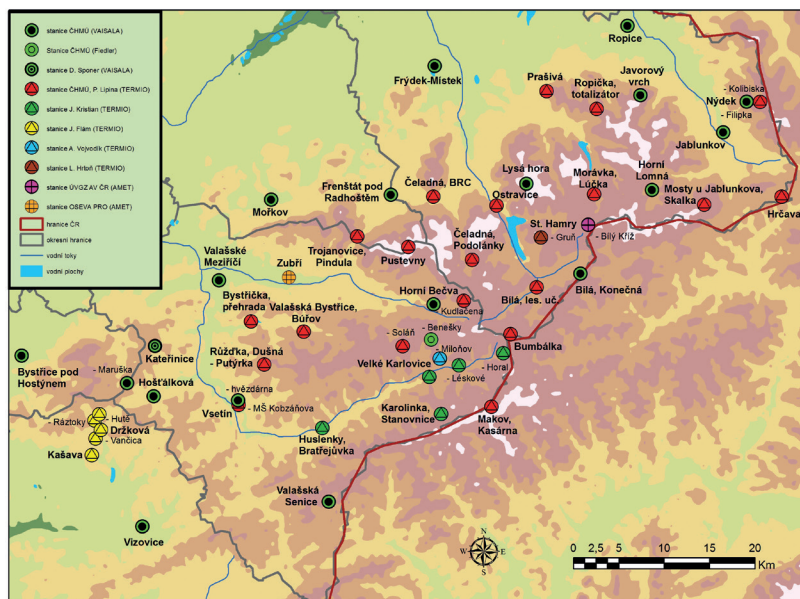 stanice ČHMÚ (VAISALA)
Stanice ČHMÚ (Fiedler)
stanice D. Sponer (VAISALA)
stanice ČHMÚ, P. Lipina (TERMIO)
stanice J. Kristian (TERMIO)
stanice J. Flám (TERMIO)
stanice A. Vojvodik (TERMIO)
stanice L. Hrtoň (TERMIO)
stanice ÚVGZ AV ČR (AMET)
stanice OSEVA PRO (AMET)
hranice ČR
okresní hranice
vodní toky
vodní plochy
Ropice
Frýdek-Místek
Prašivá
Ropička,
totalizátor
Javorový
vrch
- Kolibiska
Nýdek
- Filipka
Jablunkov
Lysá hora
Morávka,
Lúčka
Horní
Lomná
Mosty u Jablunkova,
Skalka
Hrčava
Frenštát pod
Radhoštěm
Čeladná, BRC
Ostravice
Mořkov
Trojanovice,
Pindula
Pustevny
Čeladná,
Podolánky
St. Hamry
- Gruň
- Bílý Kříž
Valašské
Meziříčí
Zubří
Bystřička,
přehrada
Valašská Bystřice,
Búřov
Horní Bečva
Kudlačena
Bílá, les. uč.
Bílá, Konečná
- Soláň
- Benešky
- Miloňov
Bumbálka
Kateřinice
Růžďka, Dušná
- Putýrka
Velké Karlovice
- Léskové
- Horal
Bystřice pod
Hostýnem
- Maruška
Hošťálková
- hvězdárna
Vsetín
- MŠ Kobzáňova
Karolinka,
Stanovnice
Makov,
Kasárna
- Hutě
- Ráztoky
Držková
- Vančica
Kašava
Huslenky,
Bratřejůvka
Valašská
Senice
Vizovice
N
W
E
S
0 2,5 5 10 15 20
Km